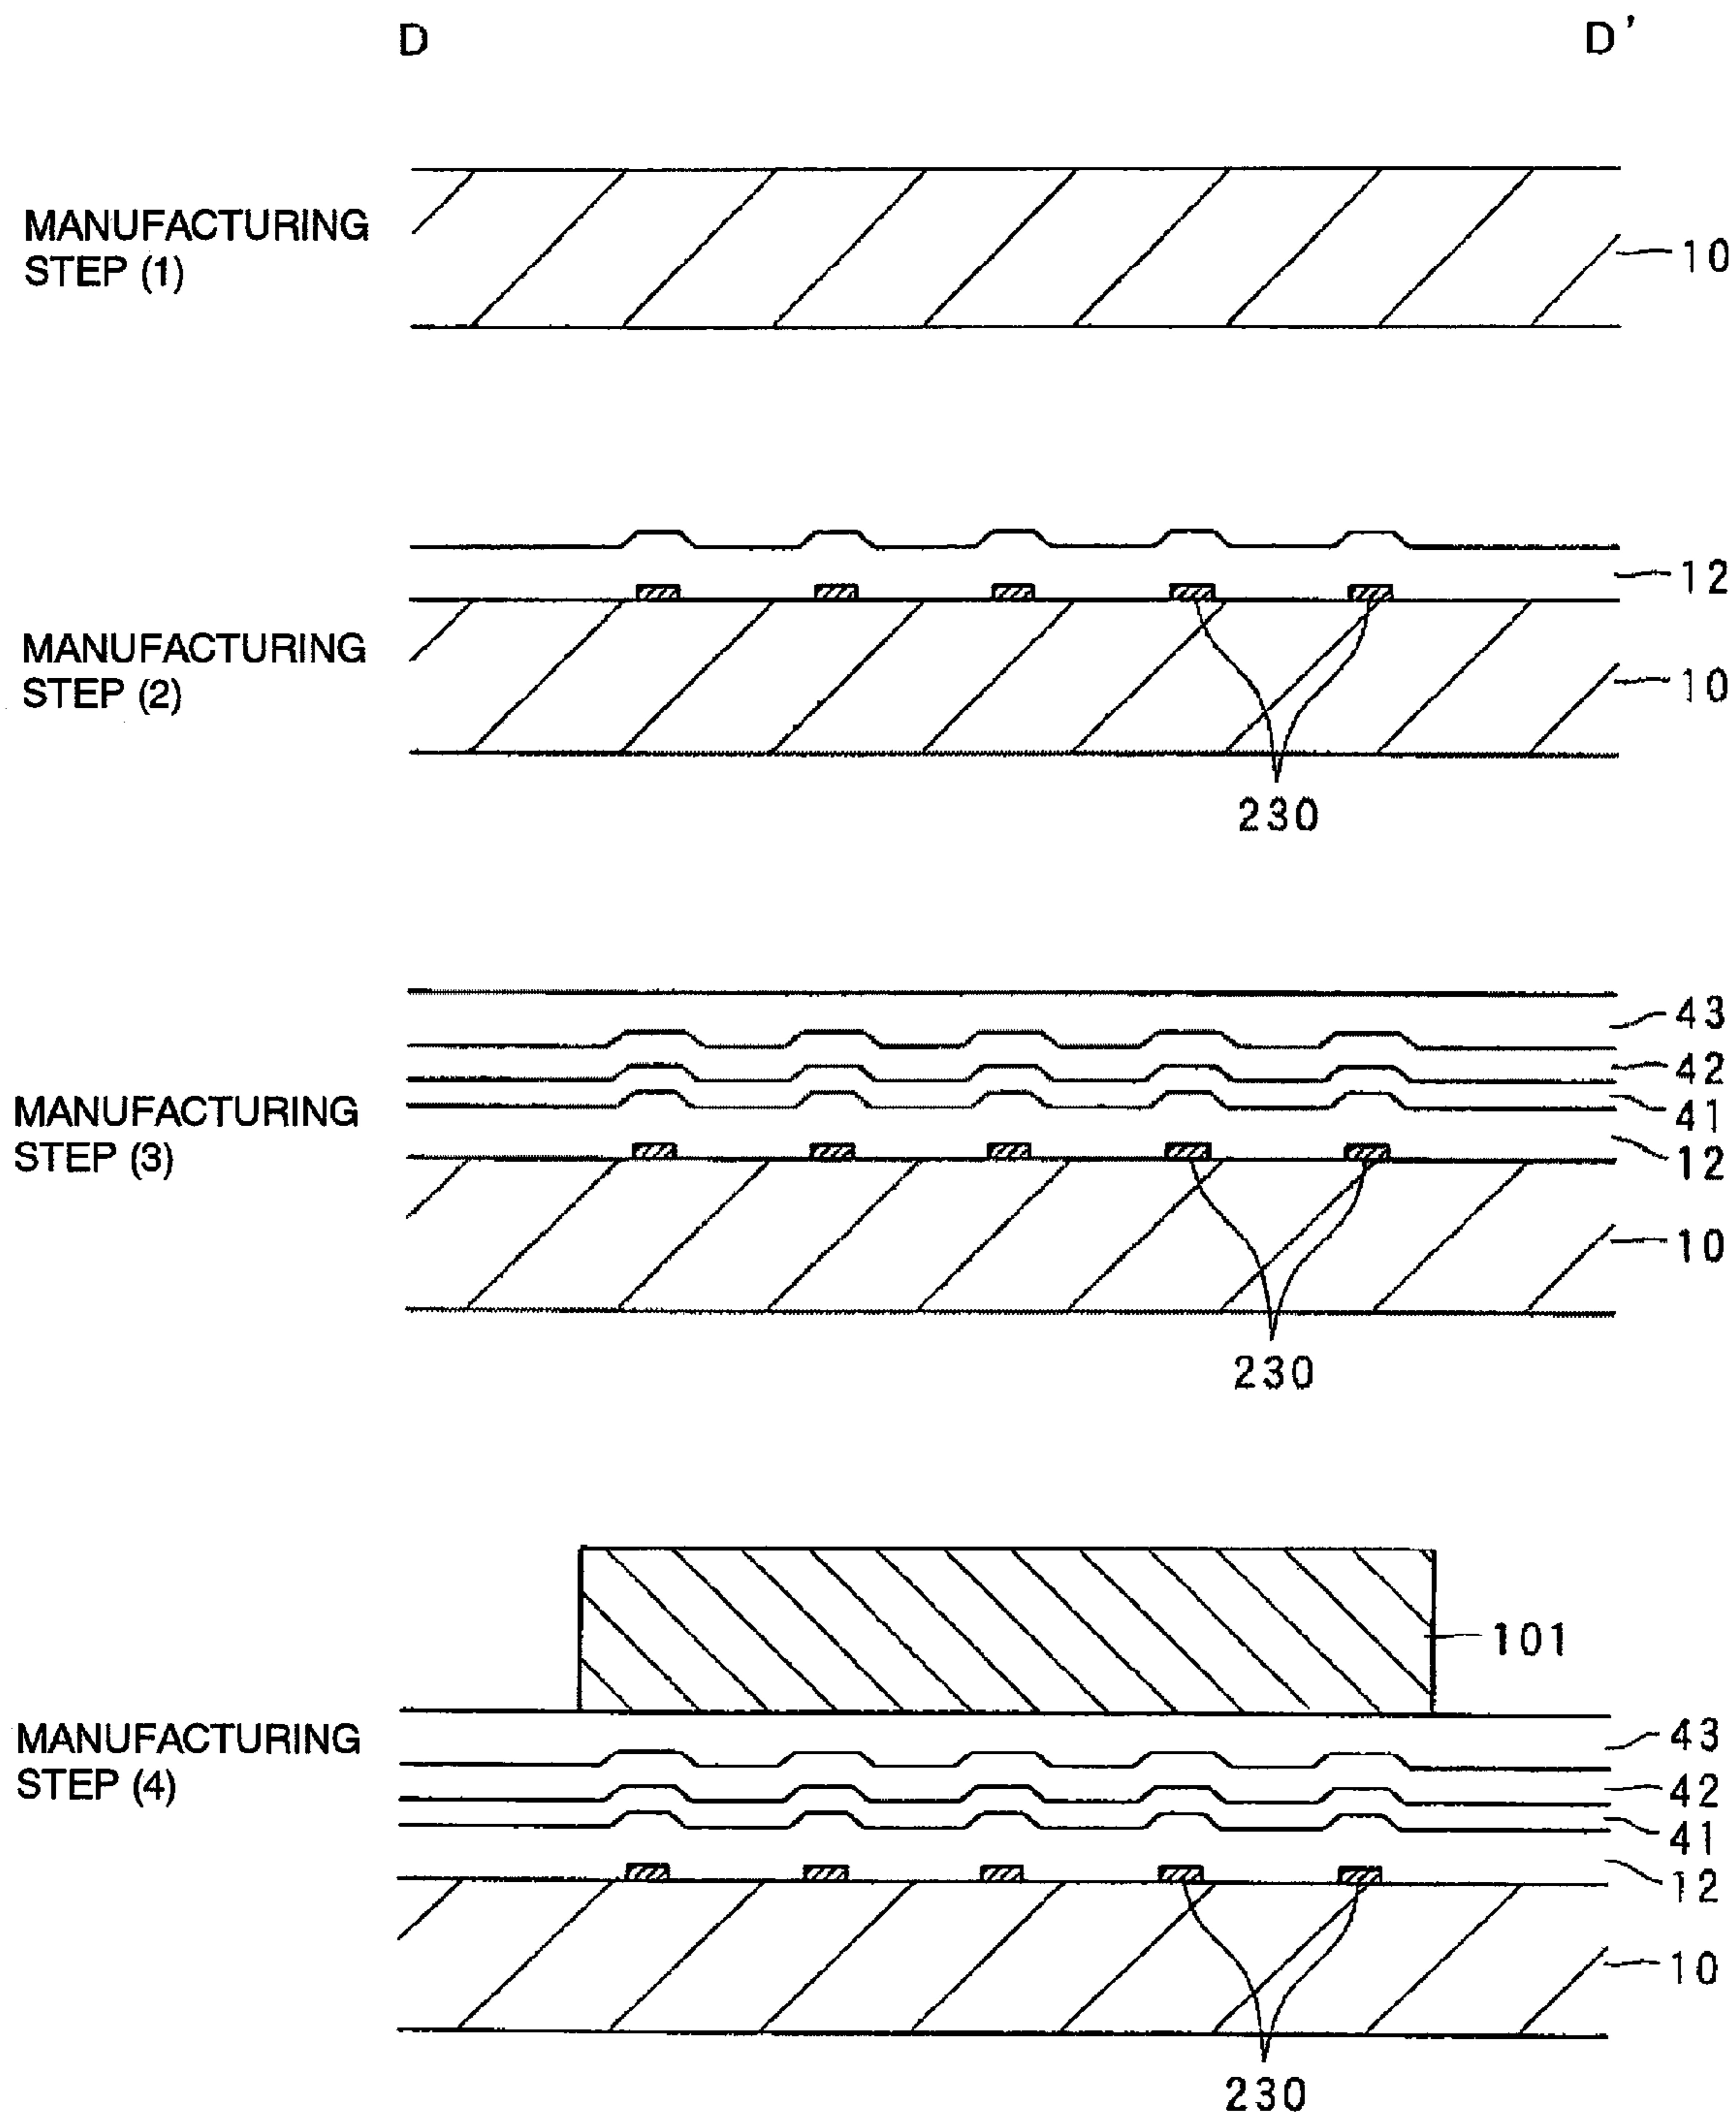 D D'
MANUFACTURING
STEP (1)
10
12
MANUFACTURING
STEP (2)
10
230
43
42
41
MANUFACTURING
STEP (3)
12
10
230
101
MANUFACTURING
STEP (4)
43
42
41
12
10
230